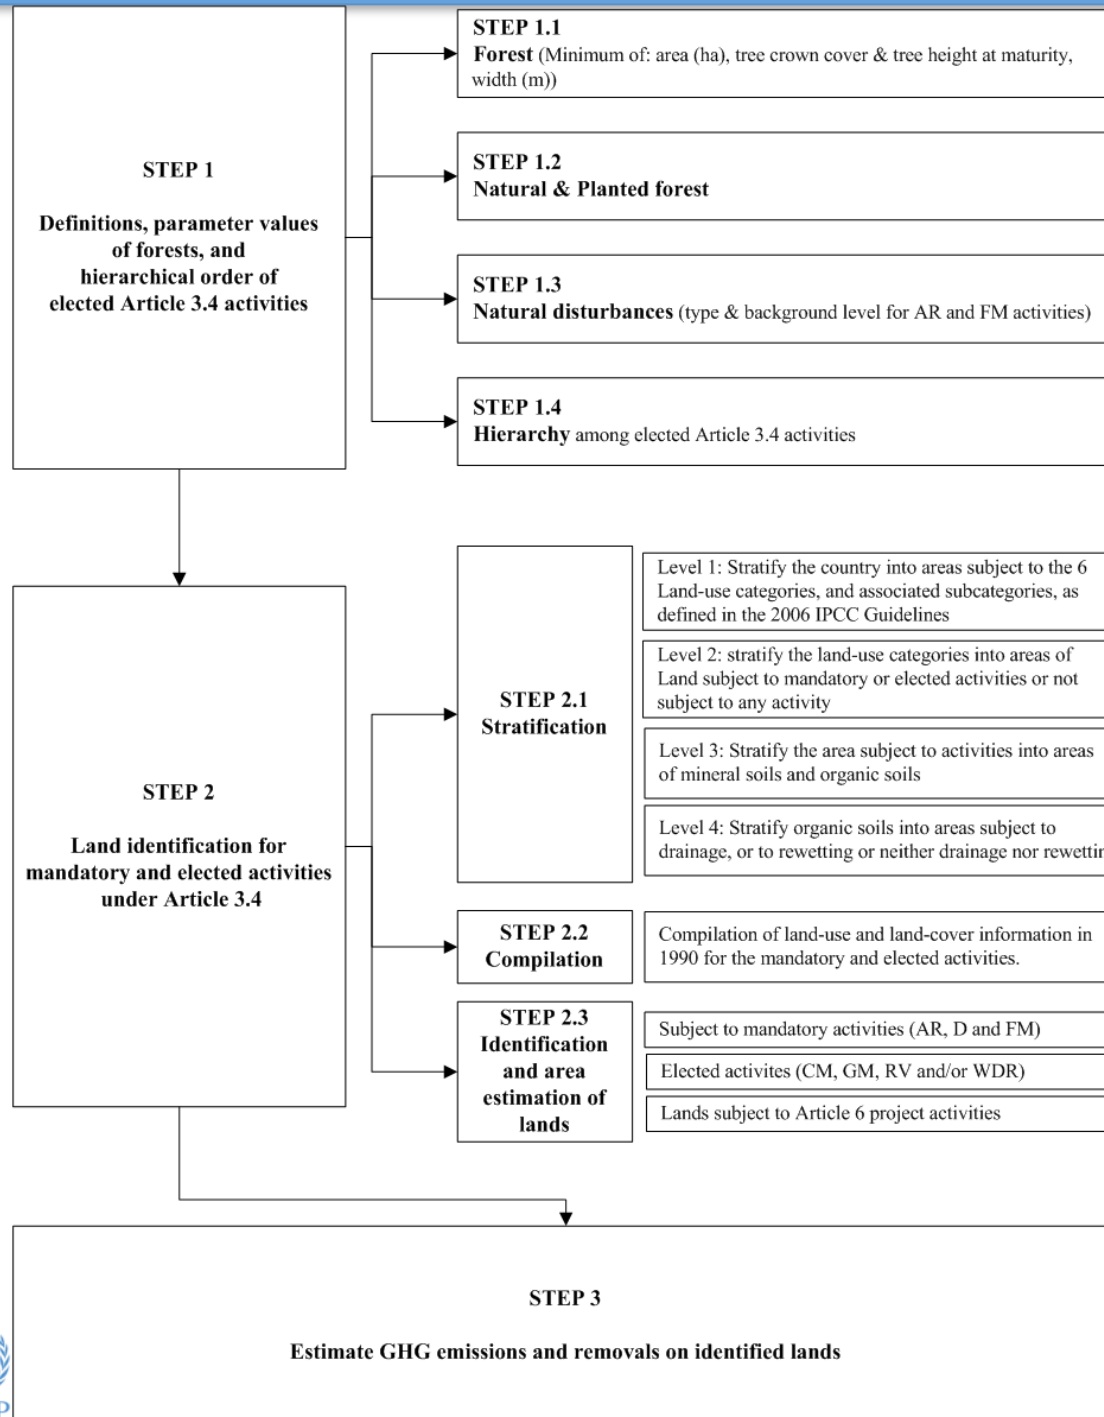 STEP 1
Definitions, parameter values
of forests, and
hierarchical order of
elected Article 3.4 activities
STEP 1.1
Forest (Minimum of: area (ha), tree crown cover & tree height at maturity,
width (m))
STEP 1.2
Natural & Planted forest
STEP 1.3
Natural disturbances (type & background level for AR and FM activities)
STEP 1.4
Hierarchy among elected Article 3.4 activities
STEP 2
Land identification for
mandatory and elected activities
under Article 3.4
STEP 2.1
Stratification
Level 1: Stratify the country into areas subject to the 6
Land-use categories, and associated subcategories, as
defined in the 2006 IPCC Guidelines
Level 2: stratify the land-use categories into areas of
Land subject to mandatory or elected activities or not
subject to any activity
Level 3: Stratify the area subject to activities into areas
of mineral soils and organic soils
Level 4: Stratify organic soils into areas subject to
drainage, or to rewetting or neither drainage nor
STEP 2.2
Compilation
Compilation of land-use and land-cover information in
1990 for the mandatory and elected activities.
STEP 2.3
Identification
and area
estimation of
lands
Subject to mandatory activities (AR, D and FM)
Elected activites (CM, GM, RV and/or WDR)
Lands subject to Article 6 project activities
STEP 3
Estimate GHG emissions and removals on identified lands